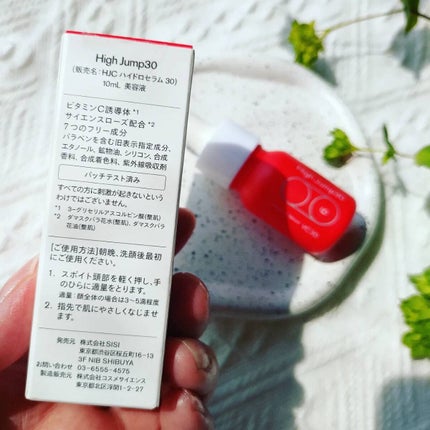 High Jump30
(販売名:HJC ハイドロセラム 30)
10mL 美容液
ビタミンC誘導体 *1
サイエンスローズ配合 *2
7つのフリー成分
パラベンを含む旧表示指定成分、
エタノール、鉱物油、シリコン、合成
香料、合成着色料、紫外線吸収剤
パッチテスト済み
すべての方に刺激が起きないという
わけではございません。
*1 3-グリセリルアスコルビン酸(整肌)
*2 ダマスクバラ花水(整肌)、ダマスクバラ
花油(整肌)
[ご使用方法]朝晩、洗顔後最初
にご使用ください。
1. スポイト頭部を軽く押し、手
のひらに適量をとります。
適量:顔全体の場合は3〜5滴程度
2. 指先で肌にやさしくなじませ
ます。
発売元 株式会社SISI
東京都渋谷区桜丘町16-13
3F NIB SHIBUYA
お問い合わせ 03-6555-4575
製造販売元 株式会社コスメサイエンス
東京都北区浮間1-2-27
High Jump30